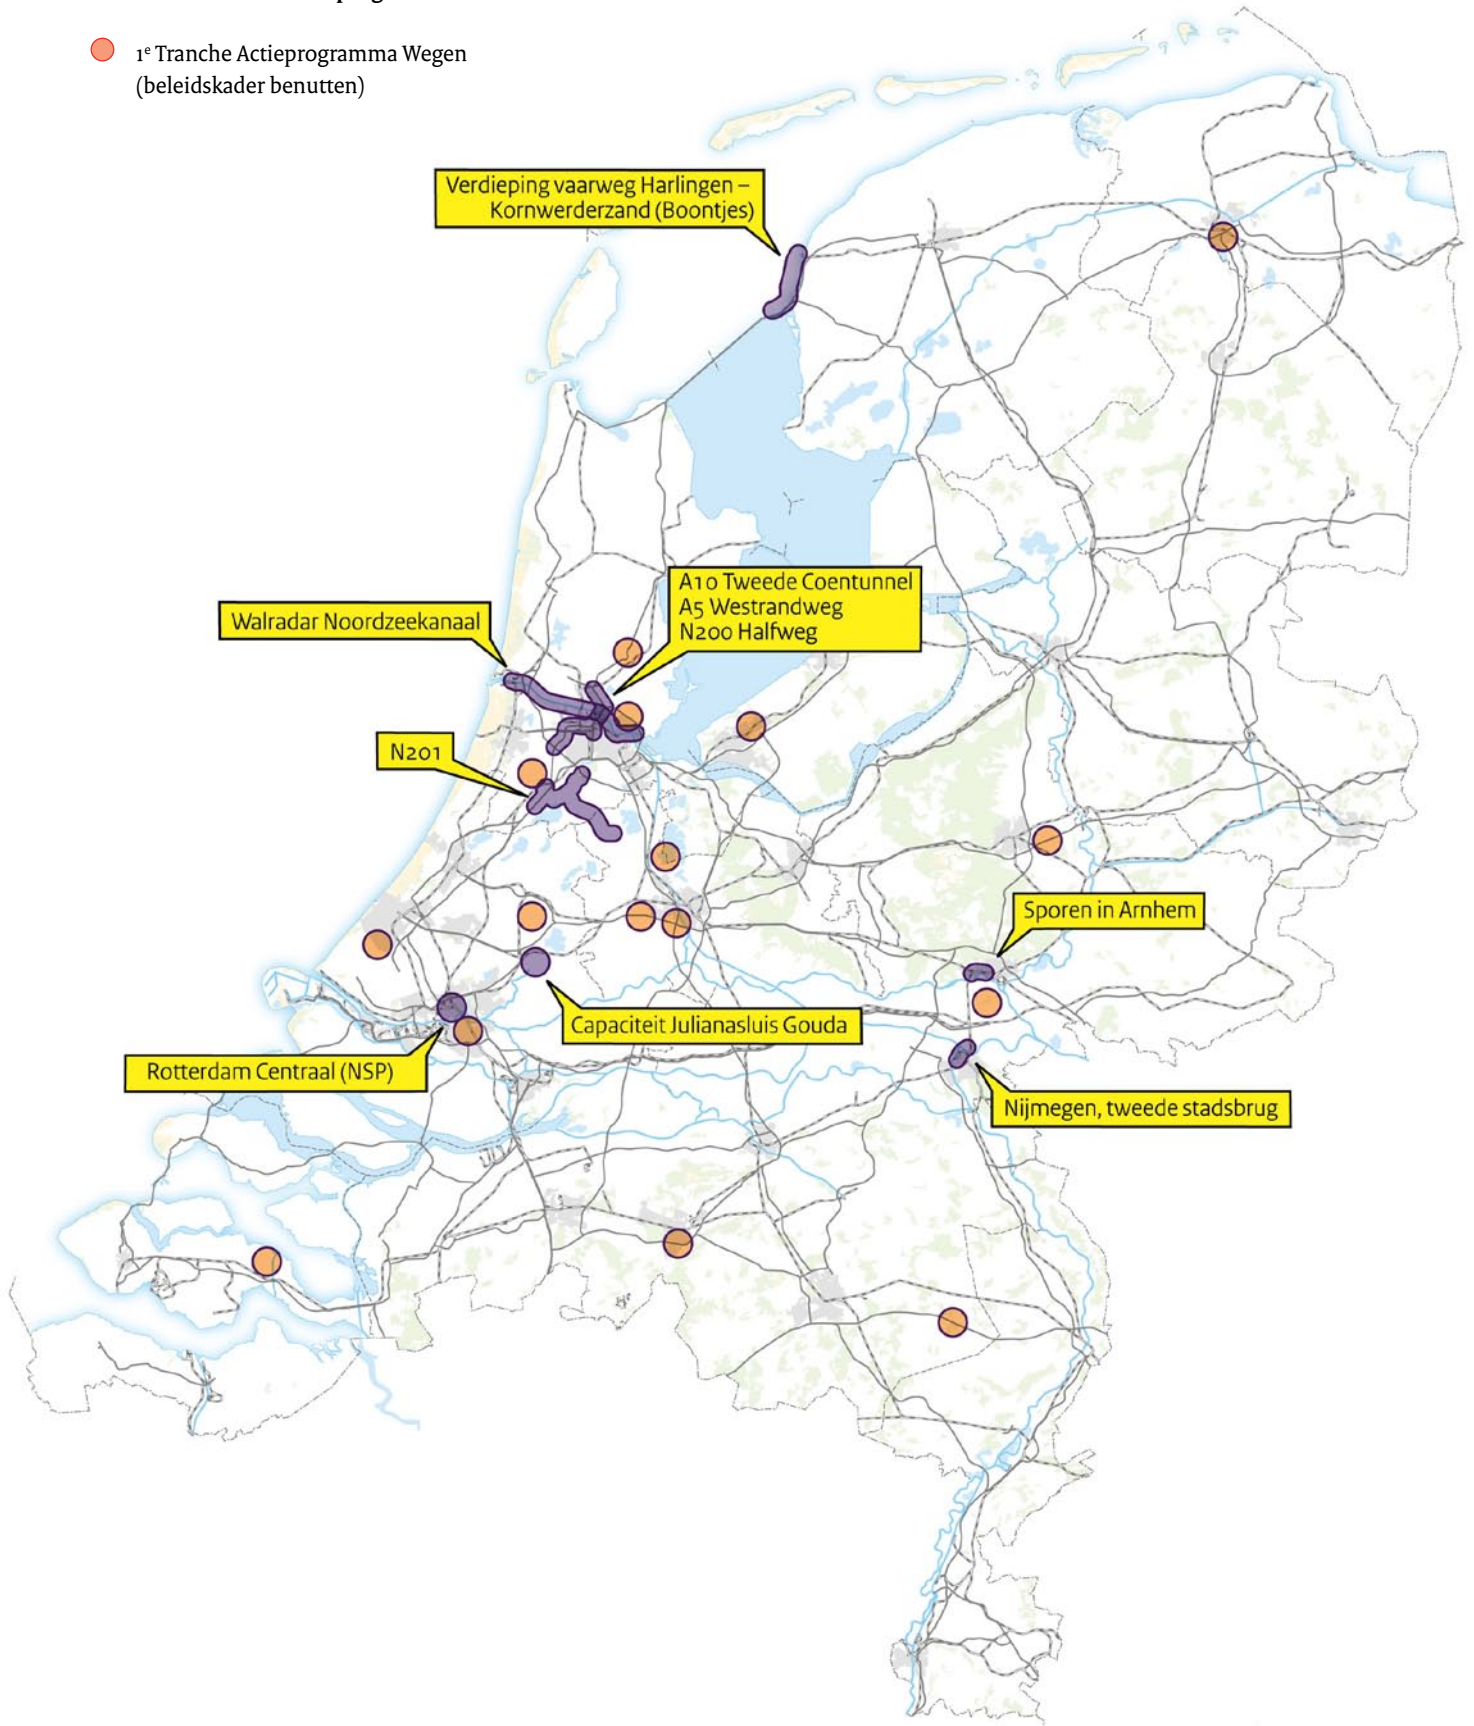 1e Tranche Actieprogramma Wegen
(beleidskader benutten)
Verdieping vaarweg Harlingen –
Kornwerderzand (Boontjes)
A10 Tweede Coentunnel
A5 Westrandweg
N200 Halfweg
Walradar Noordzeekanaal
N201
Sporen in Arnhem
Capaciteit Julianasluis Gouda
Rotterdam Centraal (NSP)
Nijmegen, tweede stadsbrug